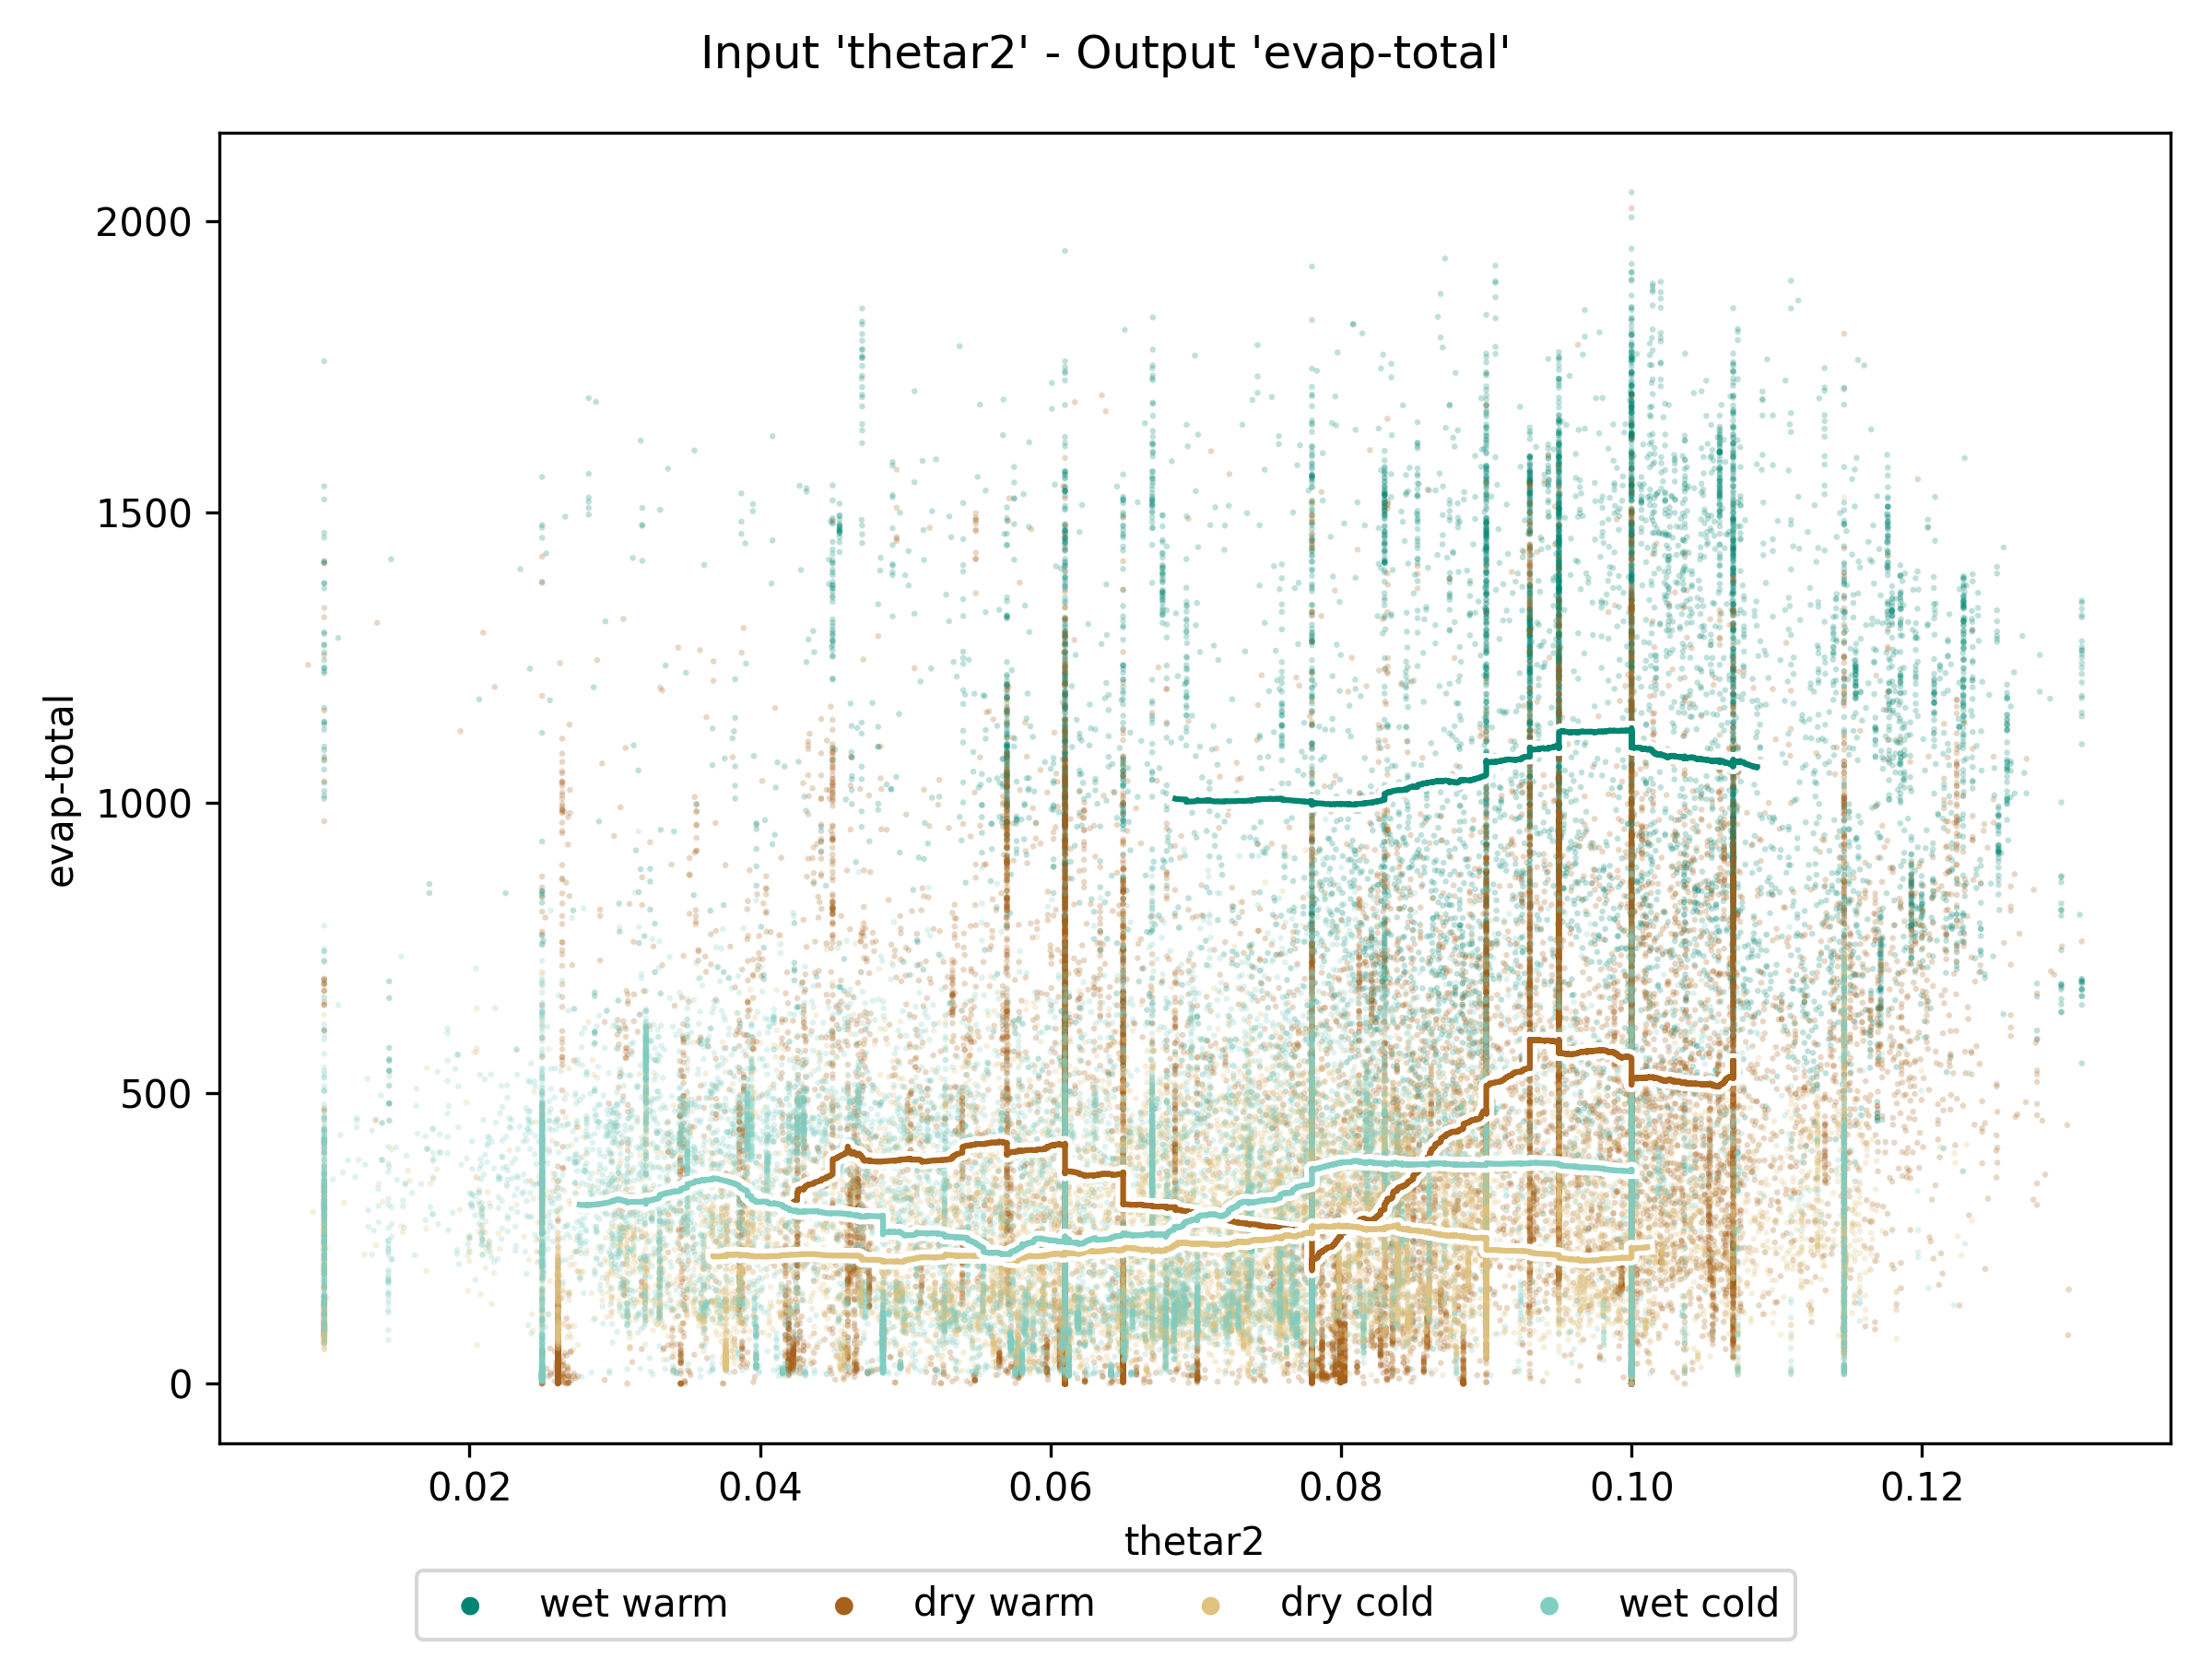 Input 'thetar2' - Output 'evap-total'
2000
1500
1000
500
0
evap-total
0.02 0.04 0.06 0.08 0.10 0.12
thetar2
wet warm dry warm dry cold wet cold